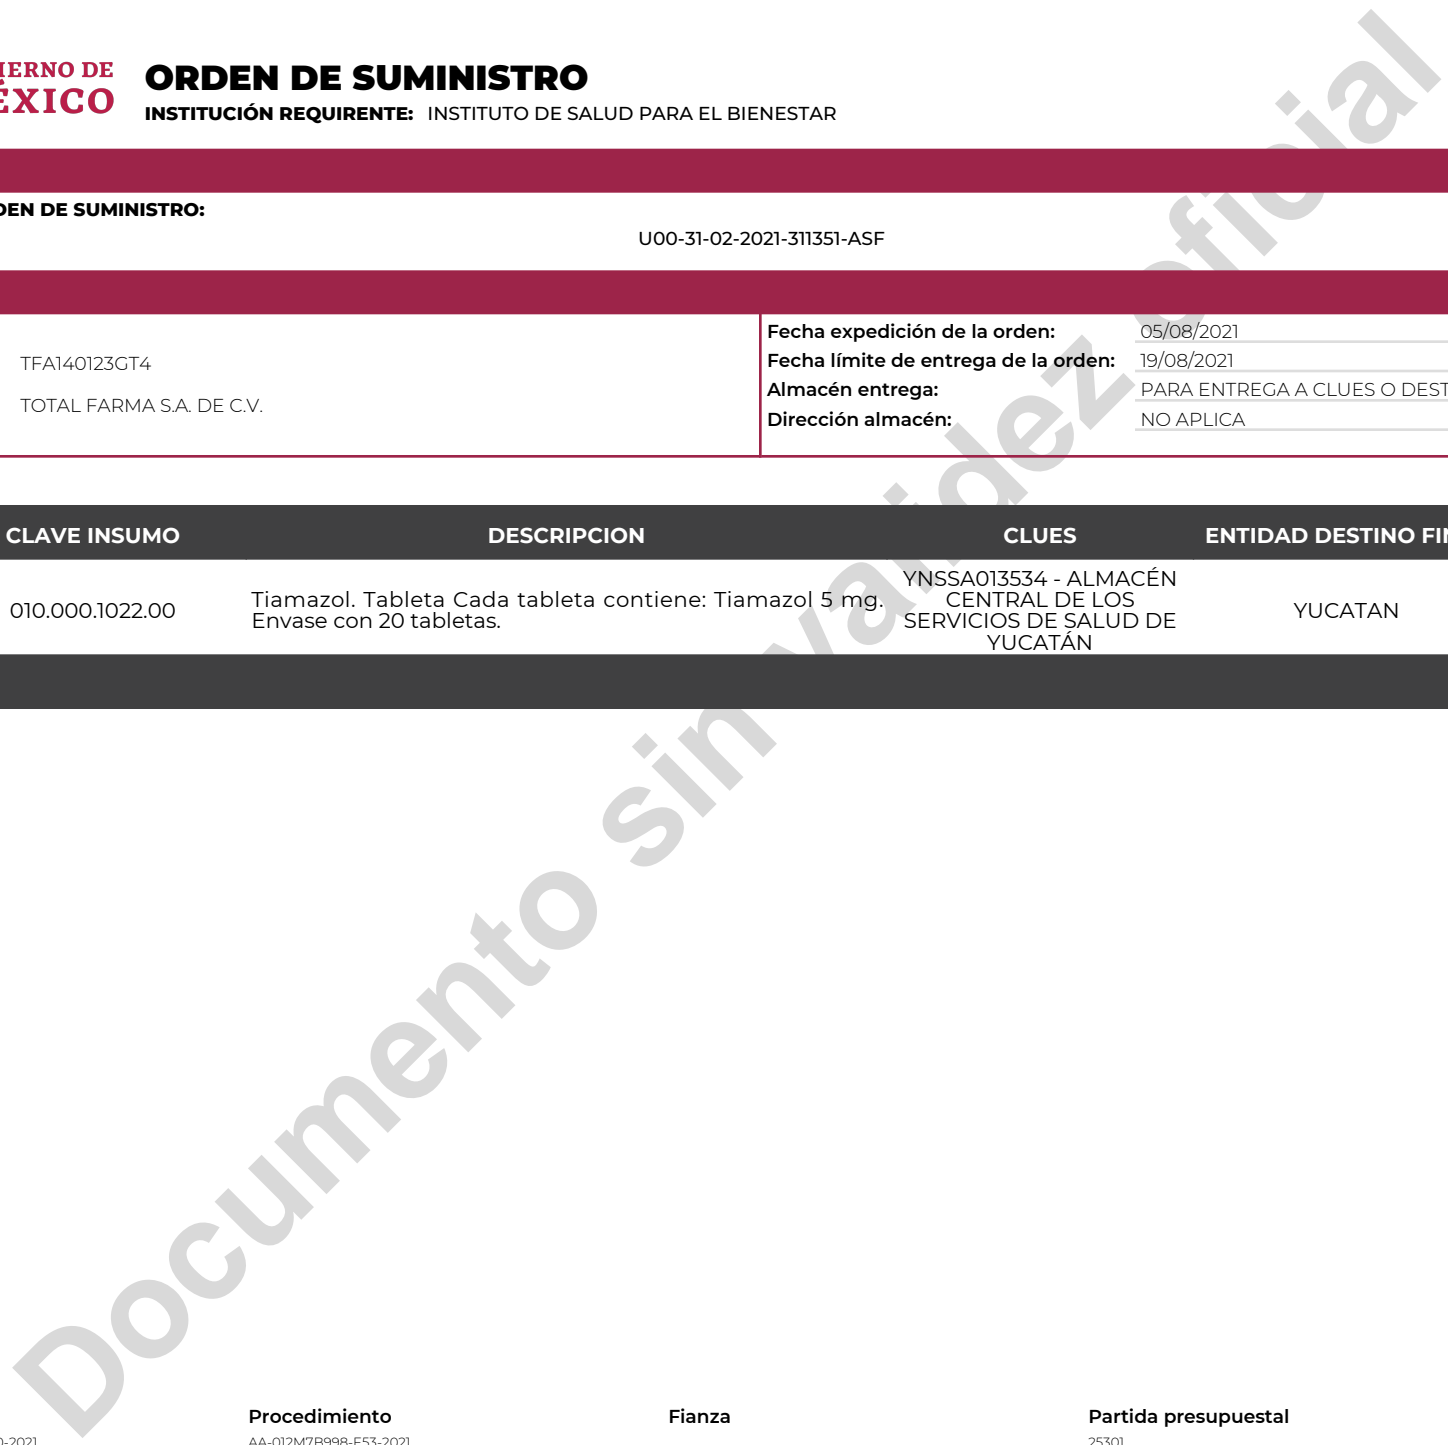 IERNO DE
ÉXICO
ORDEN DE SUMINISTRO
INSTITUCIÓN REQUIRENTE: INSTITUTO DE SALUD PARA EL BIENESTAR
DEN DE SUMINISTRO:
U00-31-02-2021-311351-ASF
TFA140123GT4
TOTAL FARMA S.A. DE C.V.
Fecha expedición de la orden: 05/08/2021
Fecha límite de entrega de la orden: 19/08/2021
Almacén entrega: PARA ENTREGA A CLUES O DEST
Dirección almacén: NO APLICA
CLAVE INSUMO DESCRIPCION CLUES ENTIDAD DESTINO FIN
010.000.1022.00
Tiamazol. Tableta Cada tableta contiene: Tiamazol 5 mg.
Envase con 20 tabletas.
YNSSA013534 - ALMACÉN
CENTRAL DE LOS
SERVICIOS DE SALUD DE
YUCATÁN
YUCATAN
Documento sin validez oficial
Procedimiento Fianza Partida presupuestal
0-2021 AA-012M7B998-E53-2021 25301